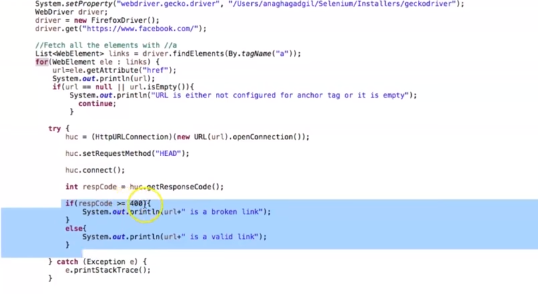 System.setProperty("webdriver.gecko.driver", "/Users/anaghagadgil/Selenium/Installers/geckodriver");
WebDriver driver;
driver = new FirefoxDriver();
driver.get("https://www.facebook.com/");
//Fetch all the elements with //a
List<WebElement> links = driver.findElements(By.tagName("a"));
for(WebElement ele : links) {
url=ele.getAttribute("href");
System.out.println(url);
if(url == null || url.isEmpty()){
System.out.println("URL is either not configured for anchor tag or it is empty");
continue;
}
try {
huc = (HttpURLConnection)(new URL(url).openConnection());
huc.setRequestMethod("HEAD");
huc.connect();
int respCode = huc.getResponseCode();
if(respCode >= 400){
System.out.println(url+" is a broken link");
}
else{
System.out.println(url+" is a valid link");
}
} catch (Exception e) {
e.printStackTrace();
}